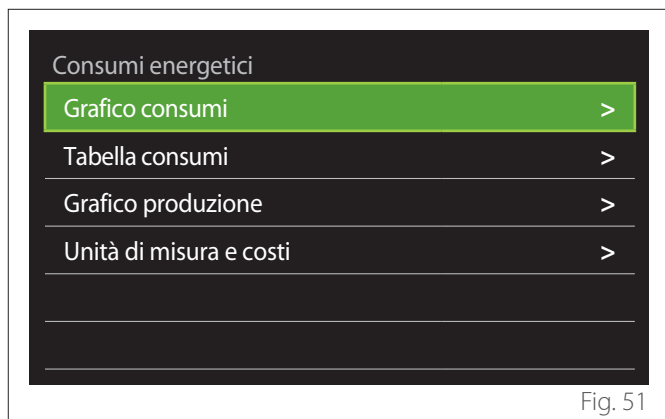 Consumi energetici
Grafico consumi >
Tabella consumi >
Grafico produzione >
Unità di misura e costi >
Fig. 51